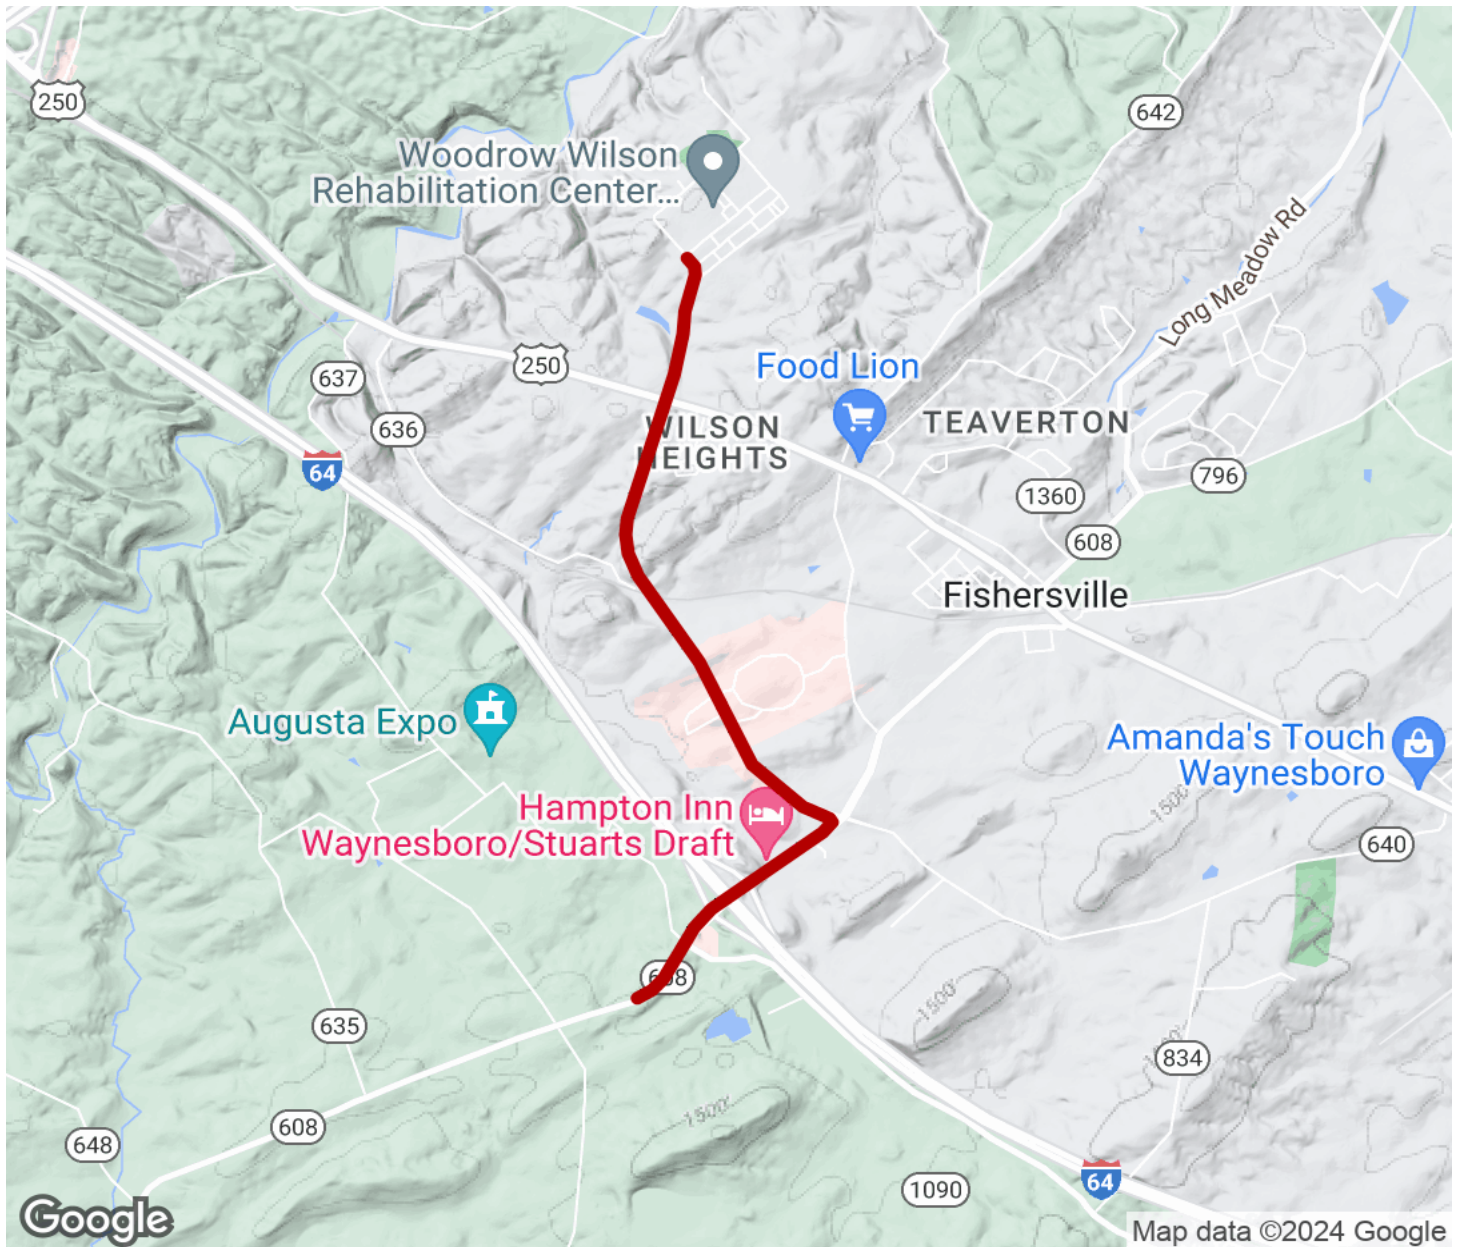 250
642
Woodrow Wilson
Rehabilitation Center...
Long Meadow Rd
250
637
Food Lion
636
WILSON
HEIGHTS
TEAVERTON
64
796
1360
608
Fishersville
Augusta Expo
Amanda's Touch
Waynesboro
1500'
Hampton Inn
Waynesboro/Stuarts Draft
640
608
1500'
635
834
1500'
608
648
64
1090
Google
Map data ©2024 Google